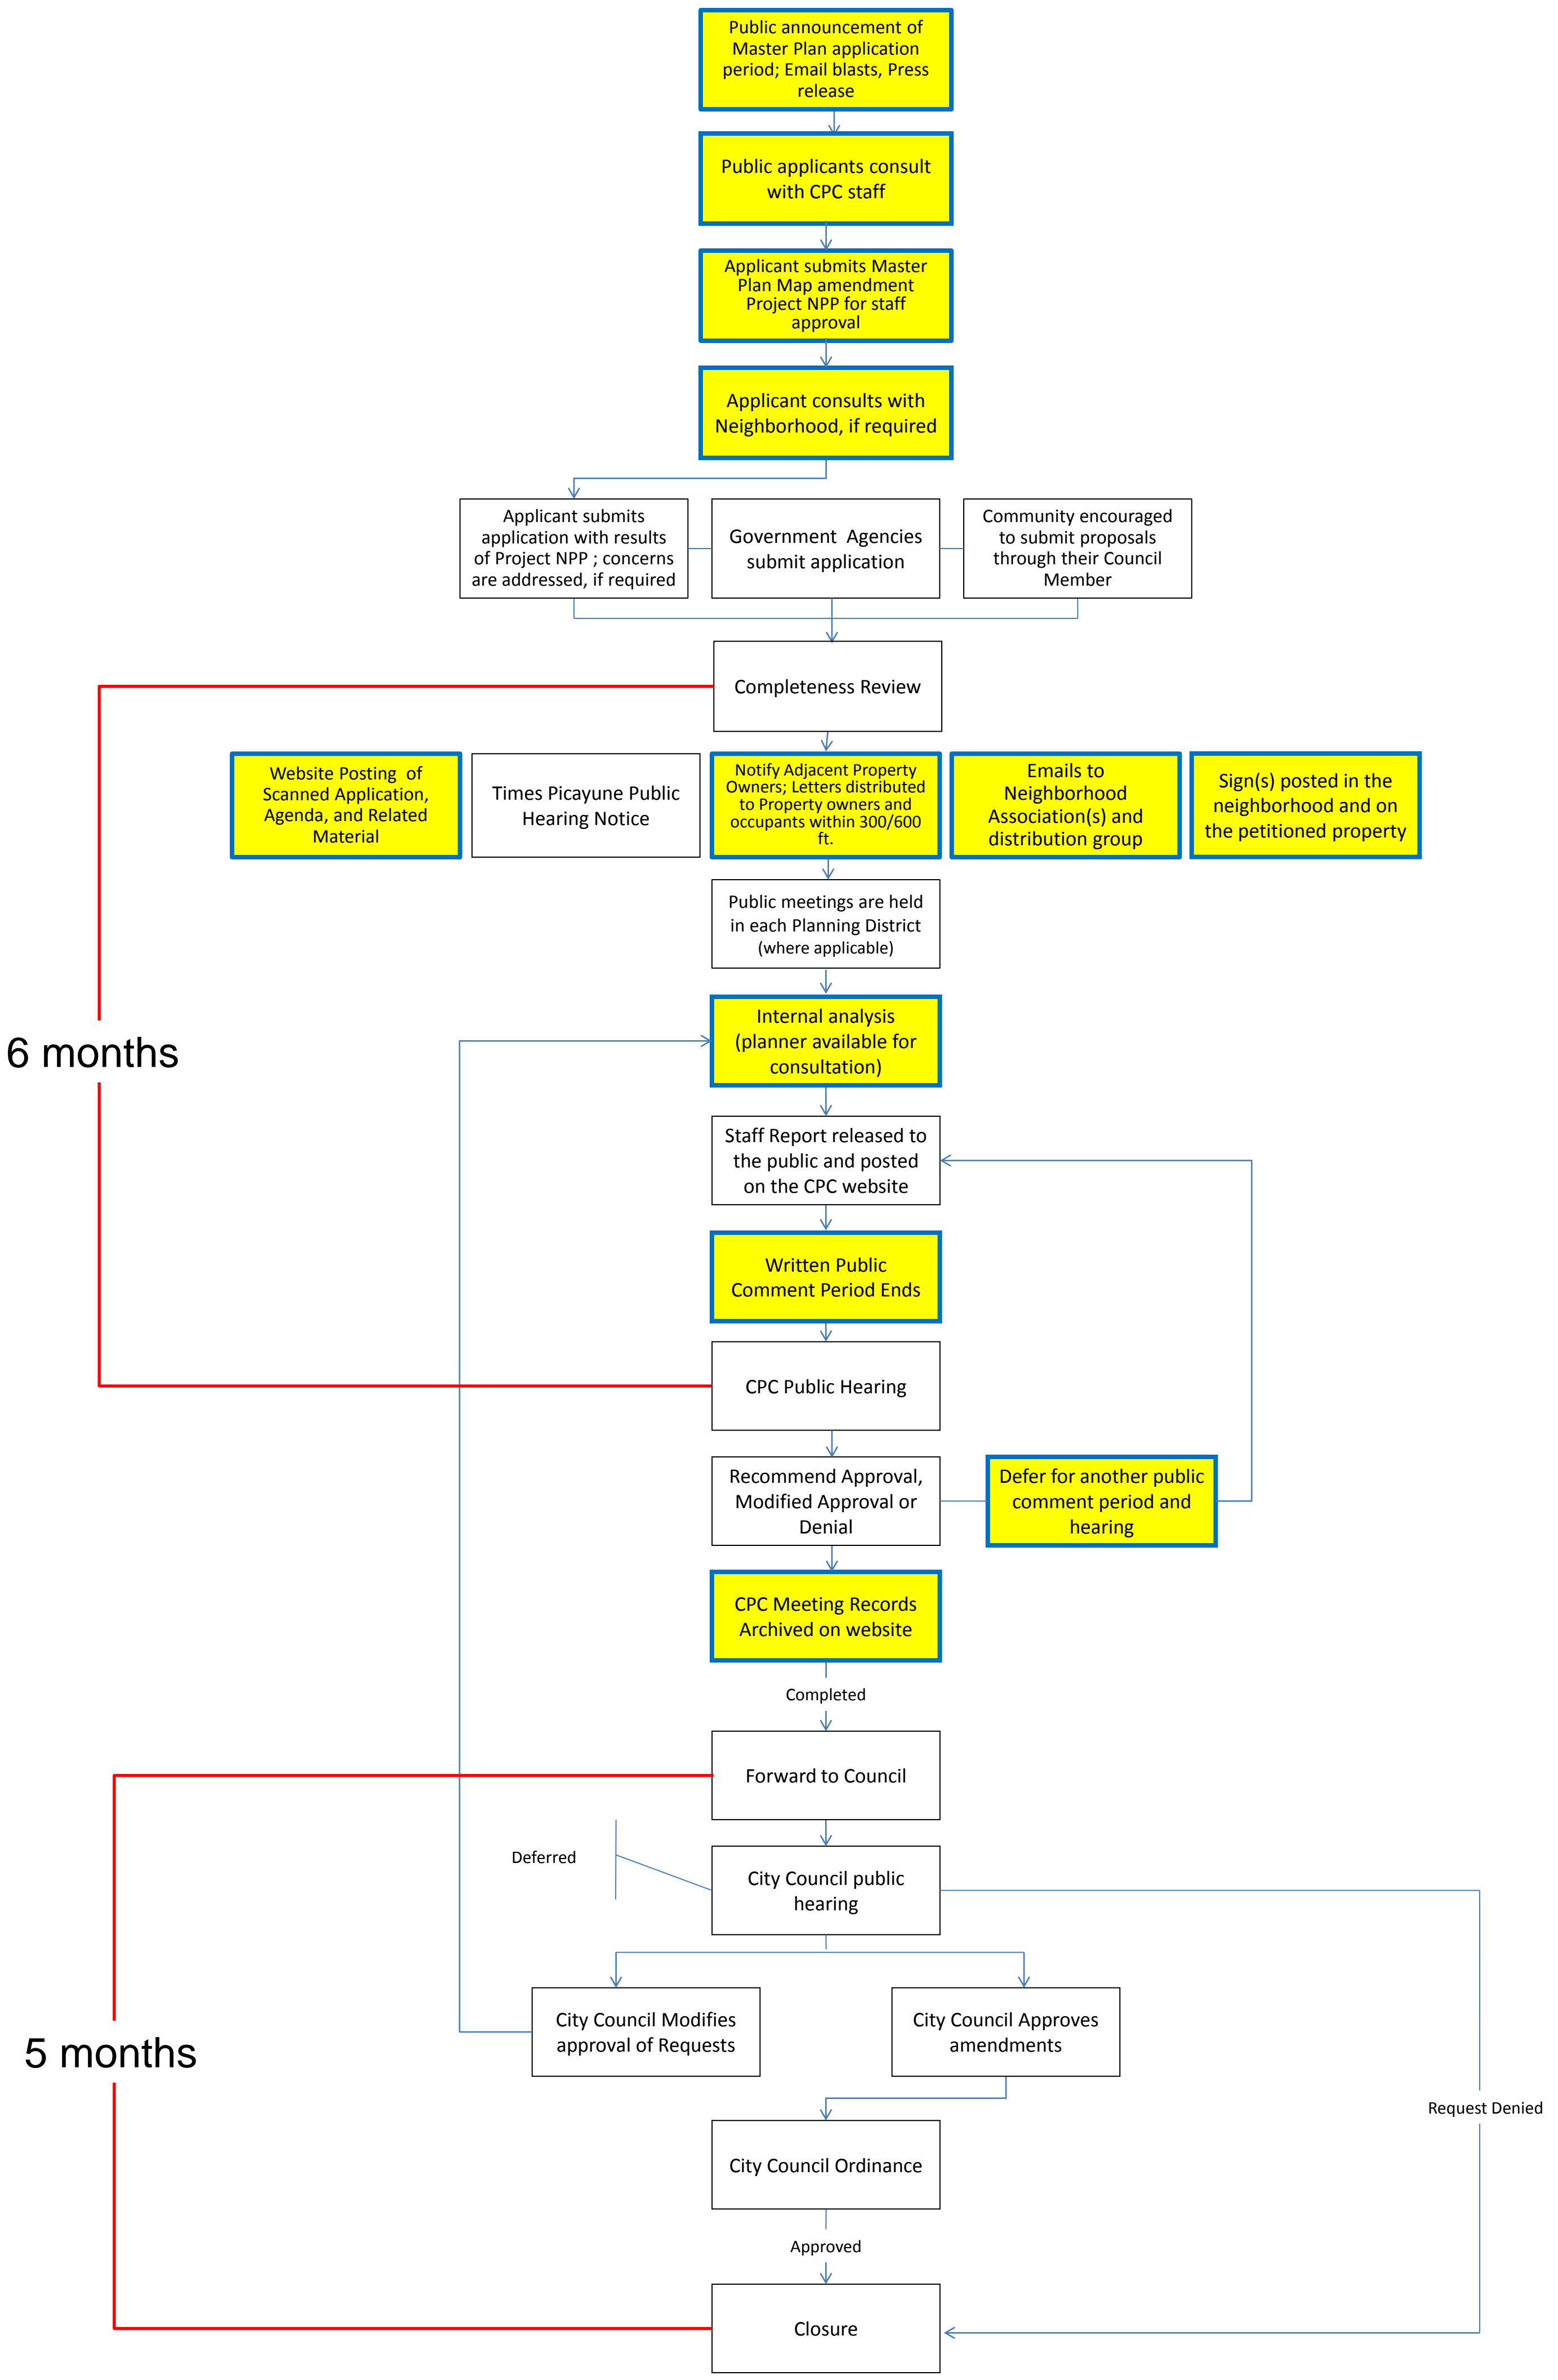 Public announcement of
Master Plan application
period; Email blasts, Press
release
Public applicants consult
with CPC staff
Applicant submits Master
Plan Map amendment
Project NPP for staff
approval
Applicant consults with
Neighborhood, if required
Applicant submits
application with results
of Project NPP ; concerns
are addressed, if required
Government  Agencies
submit application
Community encouraged
to submit proposals
through their Council
Member
Completeness Review
Website Posting  of
Scanned Application,
Agenda, and Related
Material
Times Picayune Public
Hearing Notice
Notify Adjacent Property
Owners; Letters distributed
to Property owners and
occupants within 300/600
ft.
Emails to
Neighborhood
Association(s) and
distribution group
Sign(s) posted in the
neighborhood and on
the petitioned property
Public meetings are held
in each Planning District
(where applicable)
6 months
Internal analysis
(planner available for
consultation)
Staff Report released to
the public and posted
on the CPC website
Written Public
Comment Period Ends
CPC Public Hearing
Recommend Approval,
Modified Approval or
Denial
Defer for another public
comment period and
hearing
CPC Meeting Records
Archived on website
Completed
Forward to Council
Deferred
City Council public
hearing
City Council Modifies
approval of Requests
City Council Approves
amendments
5 months
Request Denied
City Council Ordinance
Approved
Closure